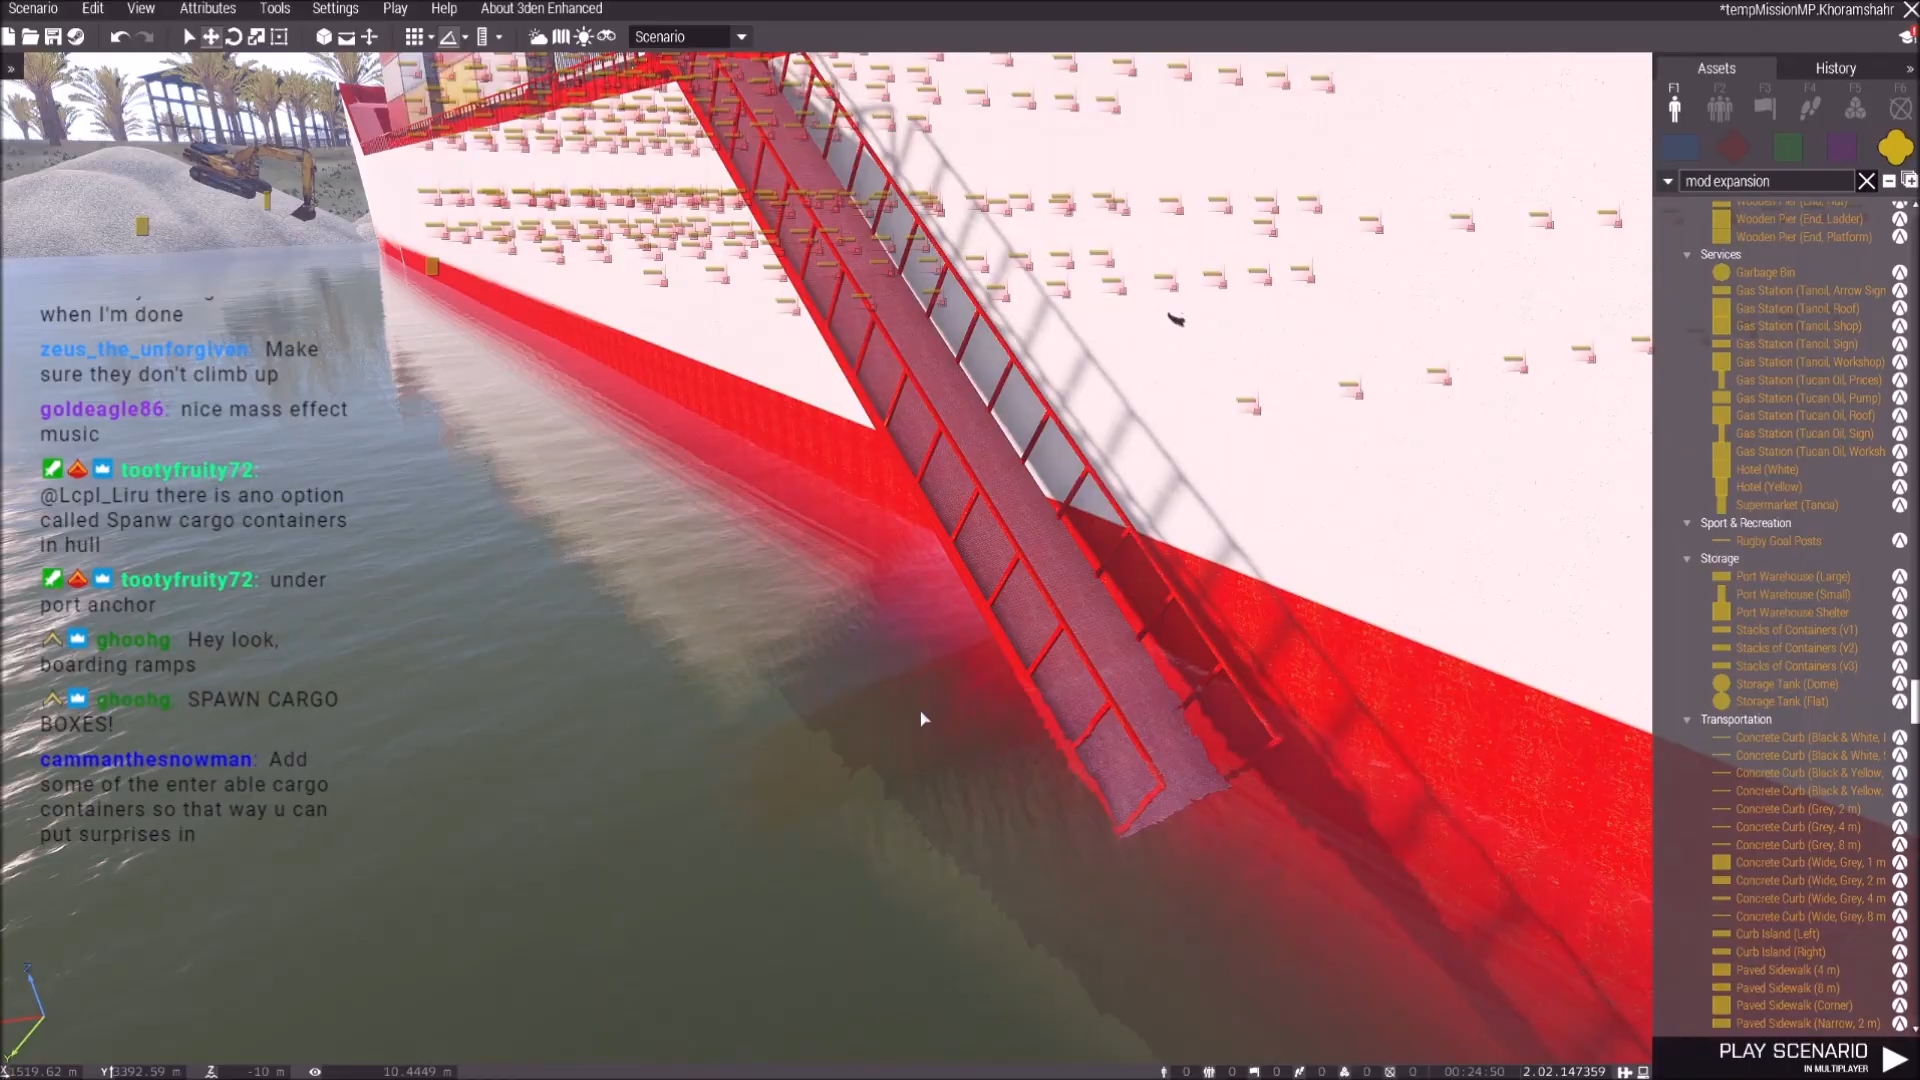 Scenario Edit View Attributes Tools Settings Play Help About 3den Enhanced
*tempMissionMP.Khoramshahr
Scenario
Assets History
F1 F2 F3 F4 F5 F6
mod expansion
Wooden Pier (End, Ladder)
Wooden Pier (End, Platform)
Services
Garbage Bin
Gas Station (Tanoil, Arrow Sign
Gas Station (Tanoil, Roof)
Gas Station (Tanoil, Shop)
Gas Station (Tanoil, Sign)
Gas Station (Tanoil, Workshop)
Gas Station (Tucan Oil, Prices)
Gas Station (Tucan Oil, Pump)
Gas Station (Tucan Oil, Roof)
Gas Station (Tucan Oil, Sign)
Gas Station (Tucan Oil, Worksh
Hotel (White)
Hotel (Yellow)
Supermarket (Tanoa)
Sport & Recreation
Rugby Goal Posts
Storage
Port Warehouse (Large)
Port Warehouse (Small)
Port Warehouse Shelter
Stacks of Containers (v1)
Stacks of Containers (v2)
Stacks of Containers (v3)
Storage Tank (Dome)
Storage Tank (Flat)
Transportation
Concrete Curb (Black & White,
Concrete Curb (Black & White,
Concrete Curb (Black & Yellow,
Concrete Curb (Black & Yellow,
Concrete Curb (Grey, 2 m)
Concrete Curb (Grey, 4 m)
Concrete Curb (Grey, 8 m)
Concrete Curb (Wide, Grey, 1 m
Concrete Curb (Wide, Grey, 2 m
Concrete Curb (Wide, Grey, 4 m
Concrete Curb (Wide, Grey, 8 m
Curb Island (Left)
Curb Island (Right)
Paved Sidewalk (4 m)
Paved Sidewalk (8 m)
Paved Sidewalk (Corner)
Paved Sidewalk (Narrow, 2 m)
PLAY SCENARIO
IN MULTIPLAYER
when I'm done
zeus_the_unforgiven: Make
sure they don't climb up
goldeagle86: nice mass effect
music
tootyfruity72:
@Lcpl_Liru there is ano option
called Spanw cargo containers
in hull
tootyfruity72: under
port anchor
ghoohg: Hey look,
boarding ramps
ghoohg: SPAWN CARGO
BOXES!
cammanthesnowman: Add
some of the enter able cargo
containers so that way u can
put surprises in
Z
Y
1519.62 m Y 3392.59 m Z -10 m 10.4449 m 0 0 0 0 0 0 00:24:50 2.02.147359